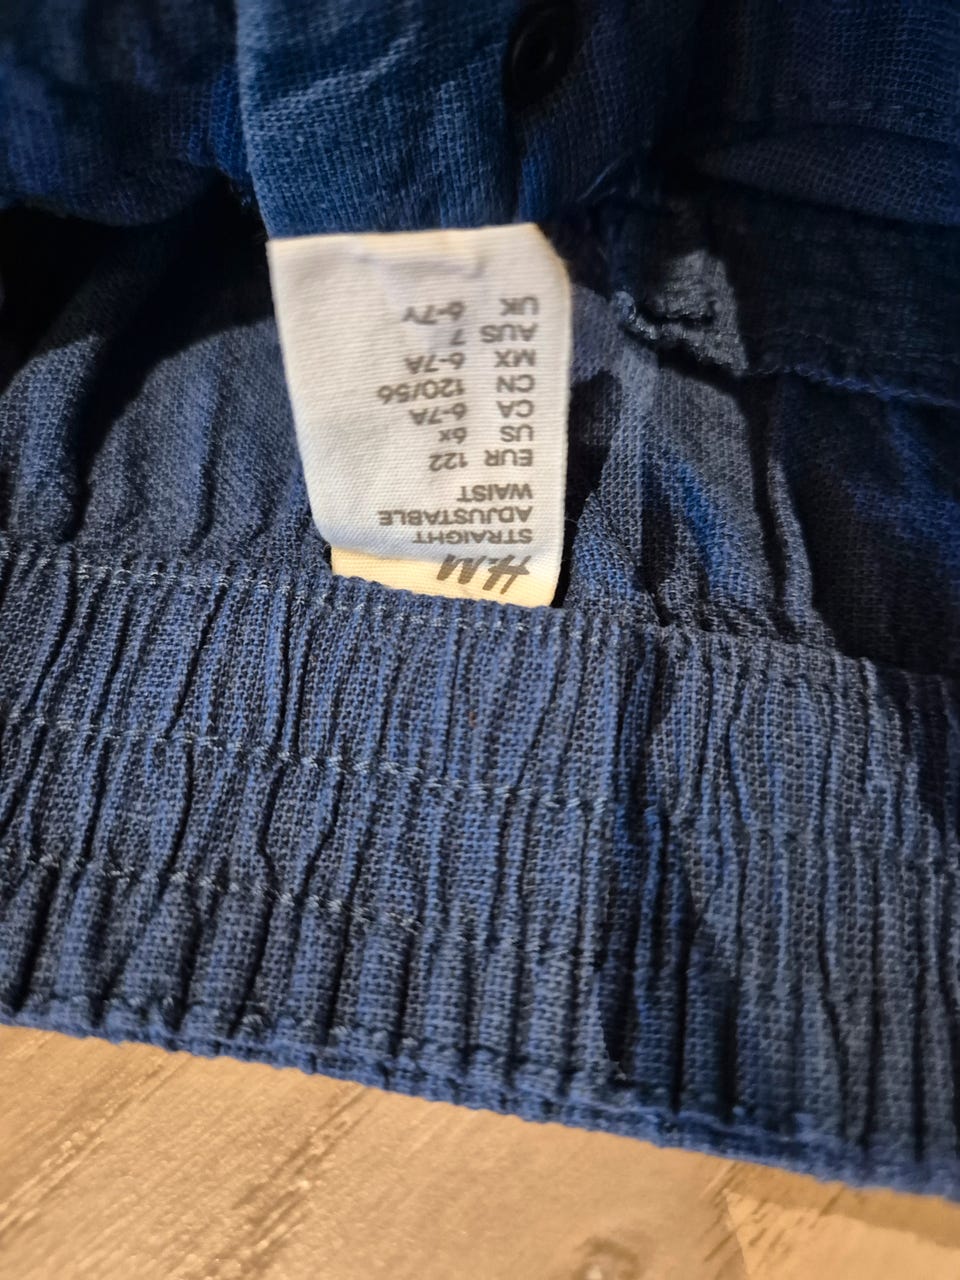 H&M
STRAIGHT
ADJUSTABLE
WAIST
EUR 122
US 6x
CA 6-7A
CN 120/56
MX 6-7A
AUS 7
UK 6-7Y